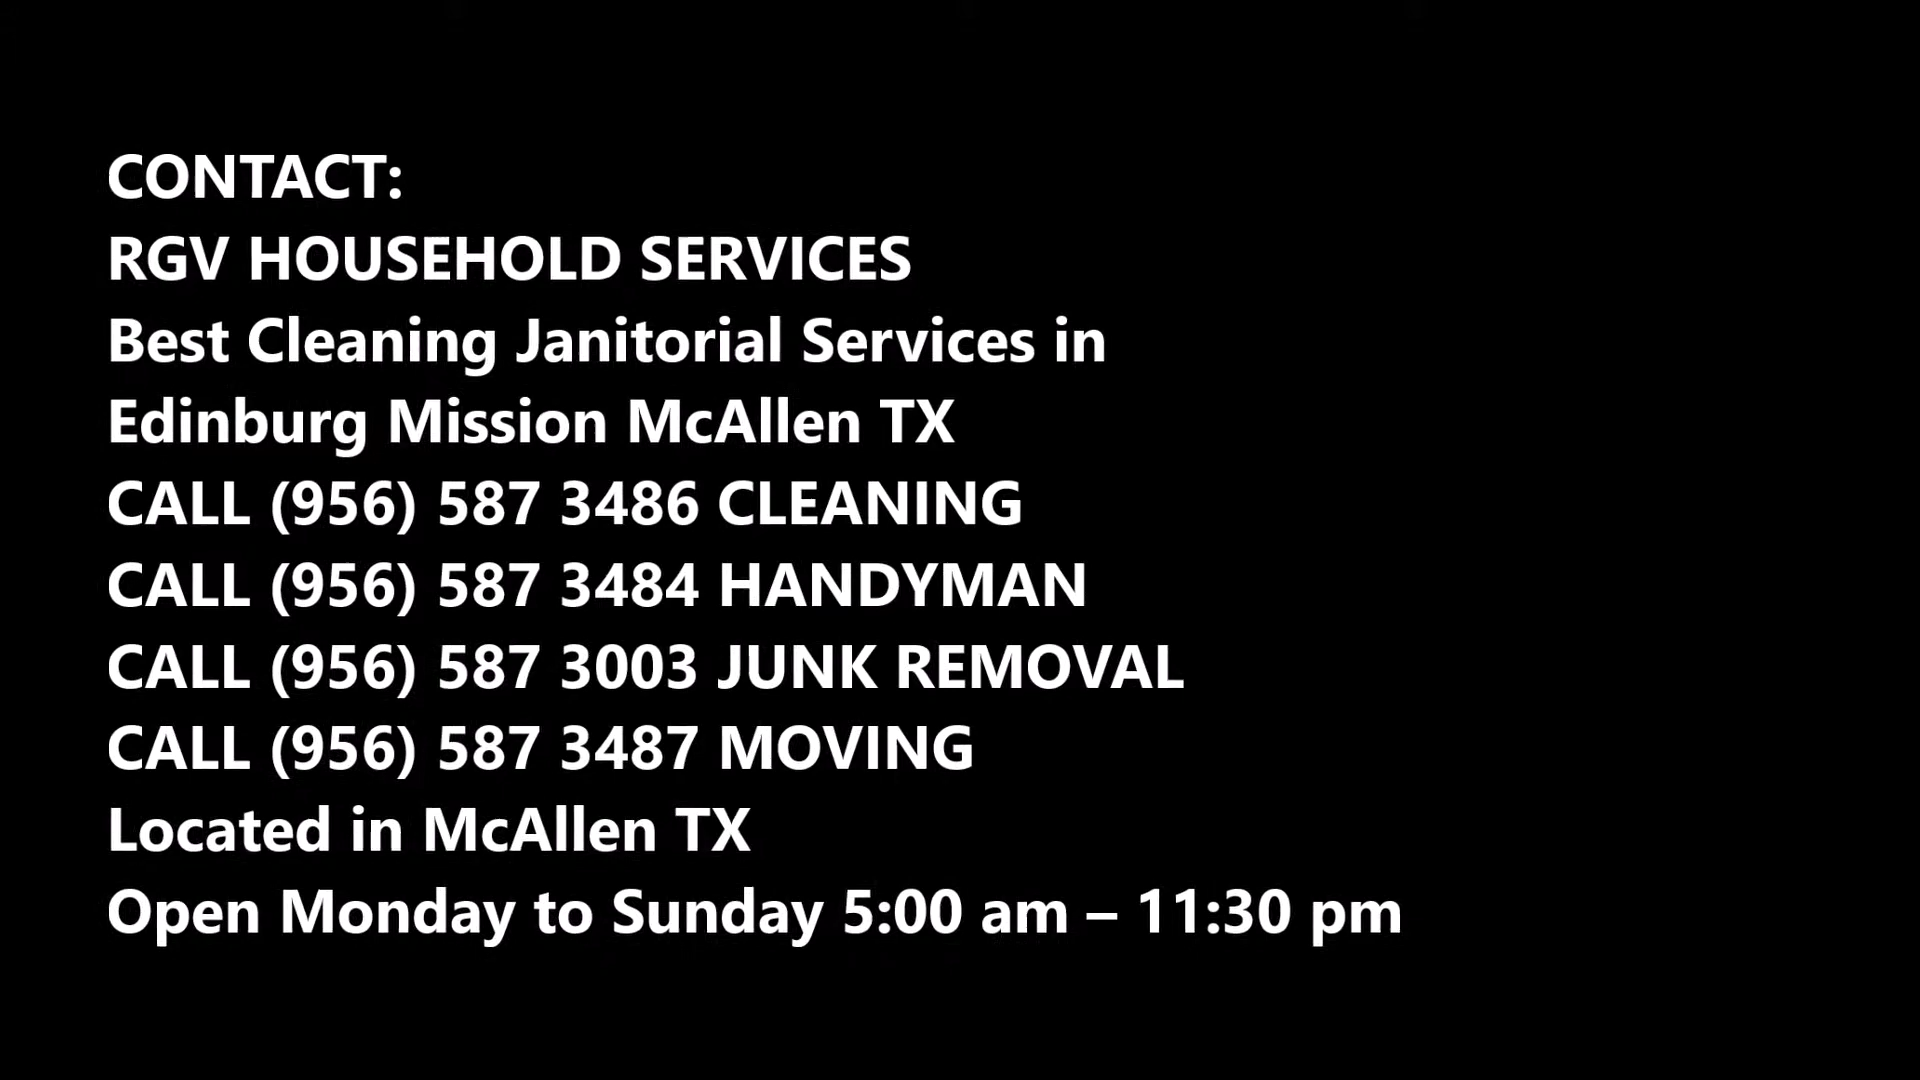 CONTACT:
RGV HOUSEHOLD SERVICES
Best Cleaning Janitorial Services in
Edinburg Mission McAllen TX
CALL (956) 587 3486 CLEANING
CALL (956) 587 3484 HANDYMAN
CALL (956) 587 3003 JUNK REMOVAL
CALL (956) 587 3487 MOVING
Located in McAllen TX
Open Monday to Sunday 5:00 am – 11:30 pm